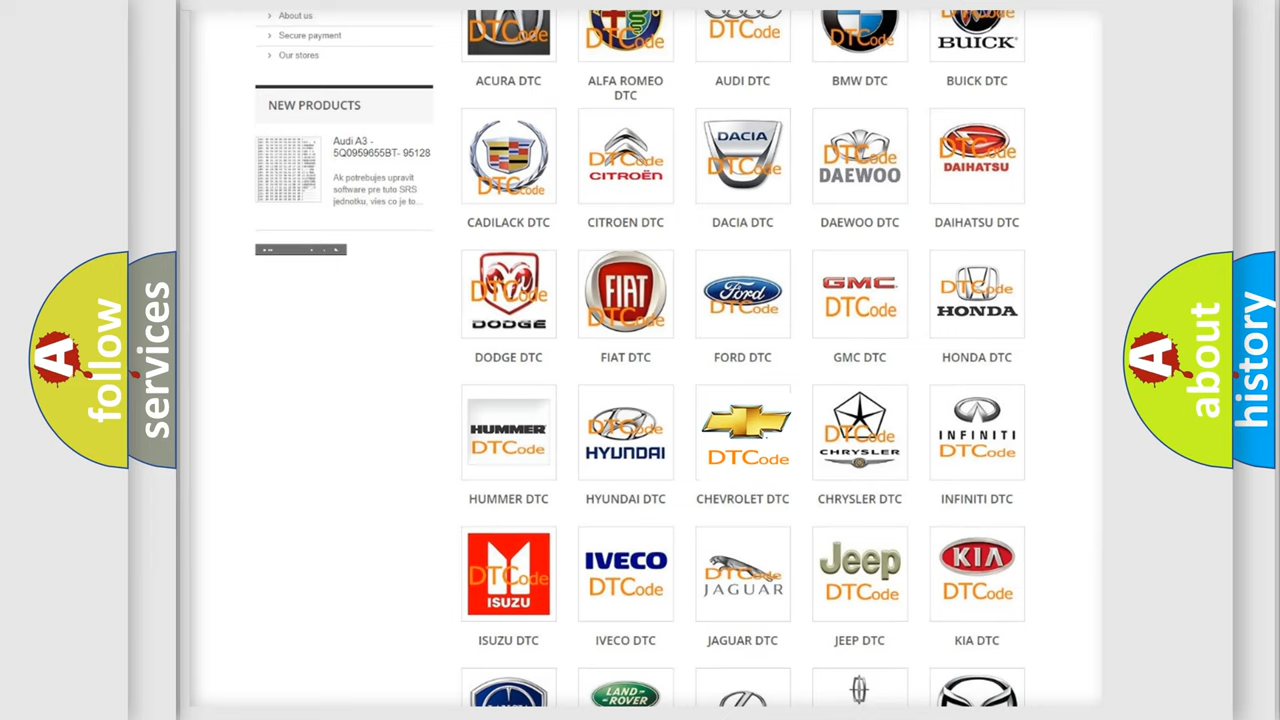 About us
Secure payment
Our stores
NEW PRODUCTS
Audi A3 -
5Q0959655BT- 95128
Ak potrebujes upravit
software pre tuto SRS
jednotku, vies co je to...
DTCode
DTCode
DTCode
DTCode
BUICK
ACURA DTC
ALFA ROMEO
DTC
AUDI DTC
BMW DTC
BUICK DTC
DTCode
DTCode
CITROËN
DACIA
DTCode
DTCode
DAEWOO
DTCode
DAIHATSU
CADILACK DTC
CITROEN DTC
DACIA DTC
DAEWOO DTC
DAIHATSU DTC
DTCode
DODGE
FIAT
DTCode
Ford
DTCode
GMC
DTCode
DTCode
HONDA
DODGE DTC
FIAT DTC
FORD DTC
GMC DTC
HONDA DTC
HUMMER
DTCode
DTCode
HYUNDAI
DTCode
DTCode
CHRYSLER
INFINITI
DTCode
HUMMER DTC
HYUNDAI DTC
CHEVROLET DTC
CHRYSLER DTC
INFINITI DTC
DTCode
ISUZU
IVECO
DTCode
DTCode
JAGUAR
Jeep
DTCode
KIA
DTCode
ISUZU DTC
IVECO DTC
JAGUAR DTC
JEEP DTC
KIA DTC
LAND-
ROVER
A
follow
services
A
about
history